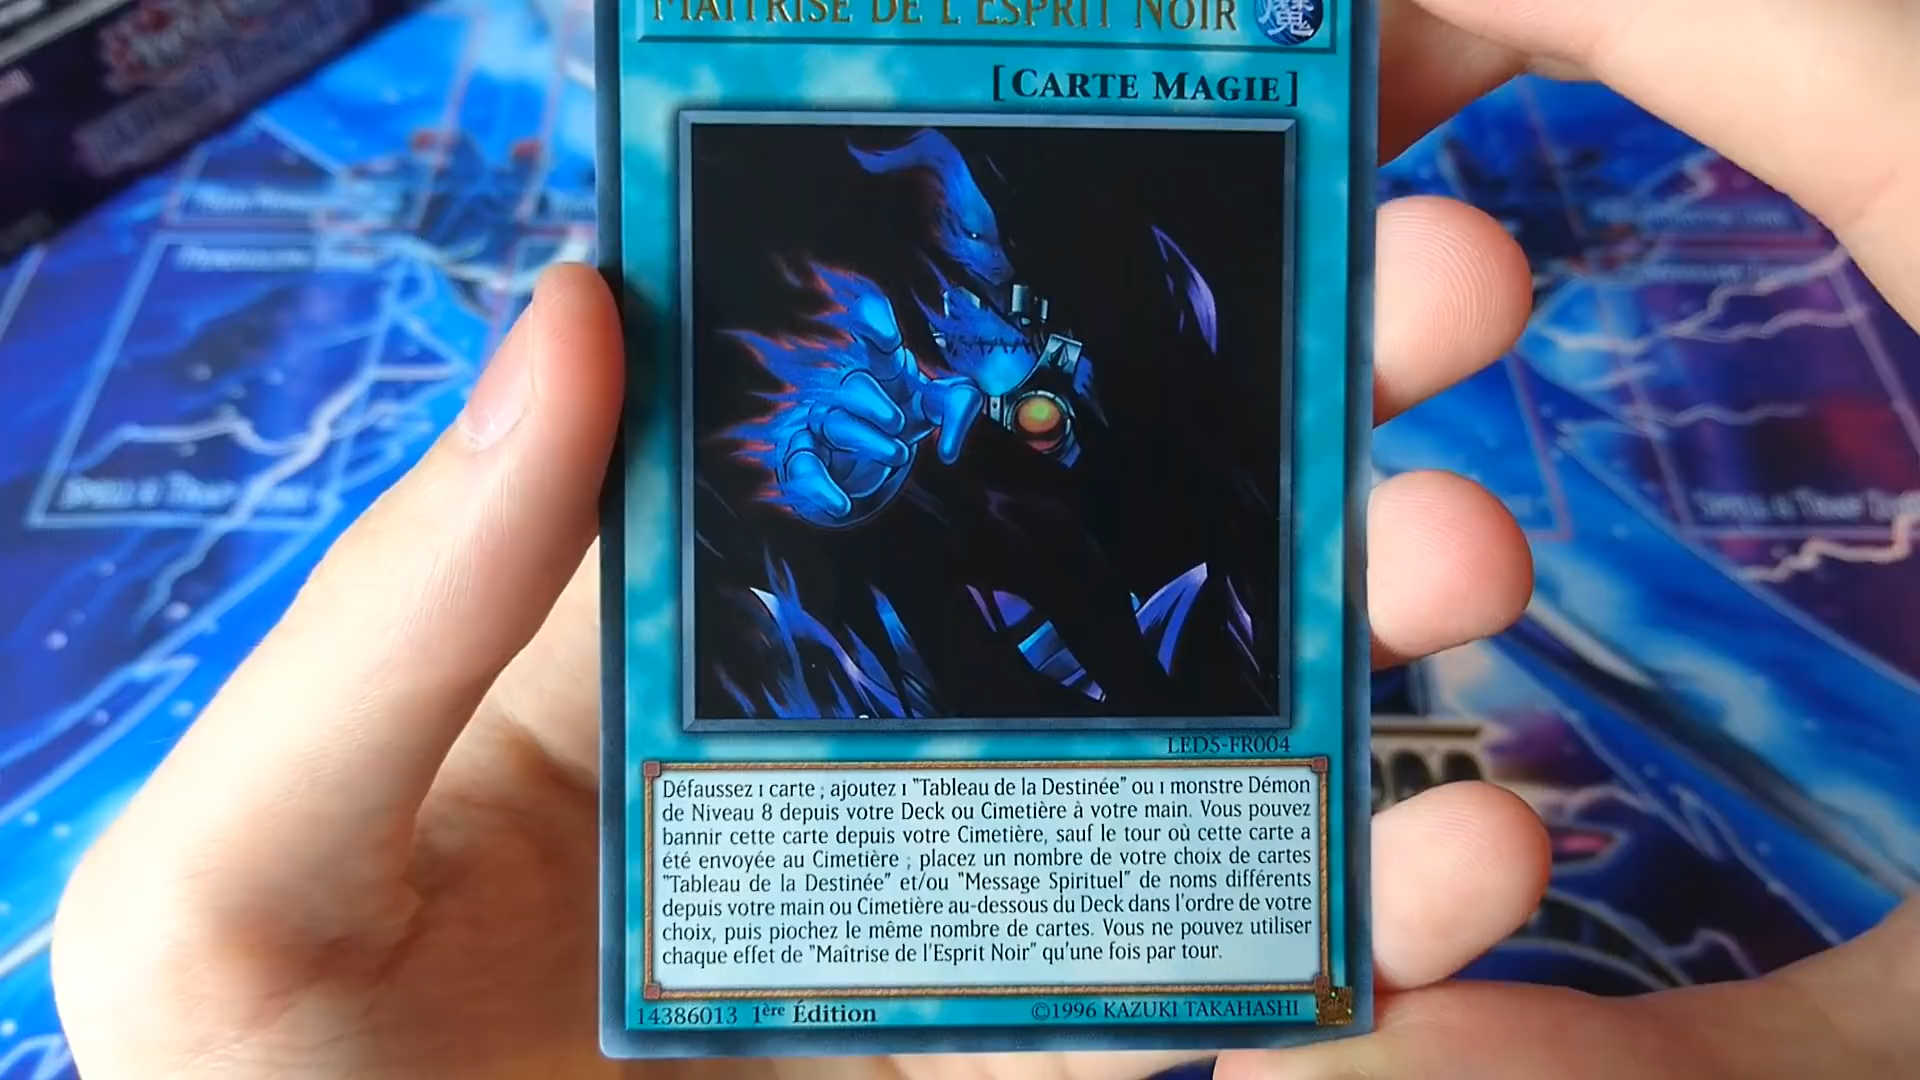 MAÎTRISE DE L'ESPRIT NOIR 魔
[CARTE MAGIE]
LED5-FR004
Défaussez 1 carte ; ajoutez 1 "Tableau de la Destinée" ou 1 monstre Démon
de Niveau 8 depuis votre Deck ou Cimetière à votre main. Vous pouvez
bannir cette carte depuis votre Cimetière, sauf le tour où cette carte a
été envoyée au Cimetière ; placez un nombre de votre choix de cartes
"Tableau de la Destinée" et/ou "Message Spirituel" de noms différents
depuis votre main ou Cimetière au-dessous du Deck dans l'ordre de votre
choix, puis piochez le même nombre de cartes. Vous ne pouvez utiliser
chaque effet de "Maîtrise de l'Esprit Noir" qu'une fois par tour.
14386013 1ère Édition
©1996 KAZUKI TAKAHASHI
SPELL & TRAP ZONE